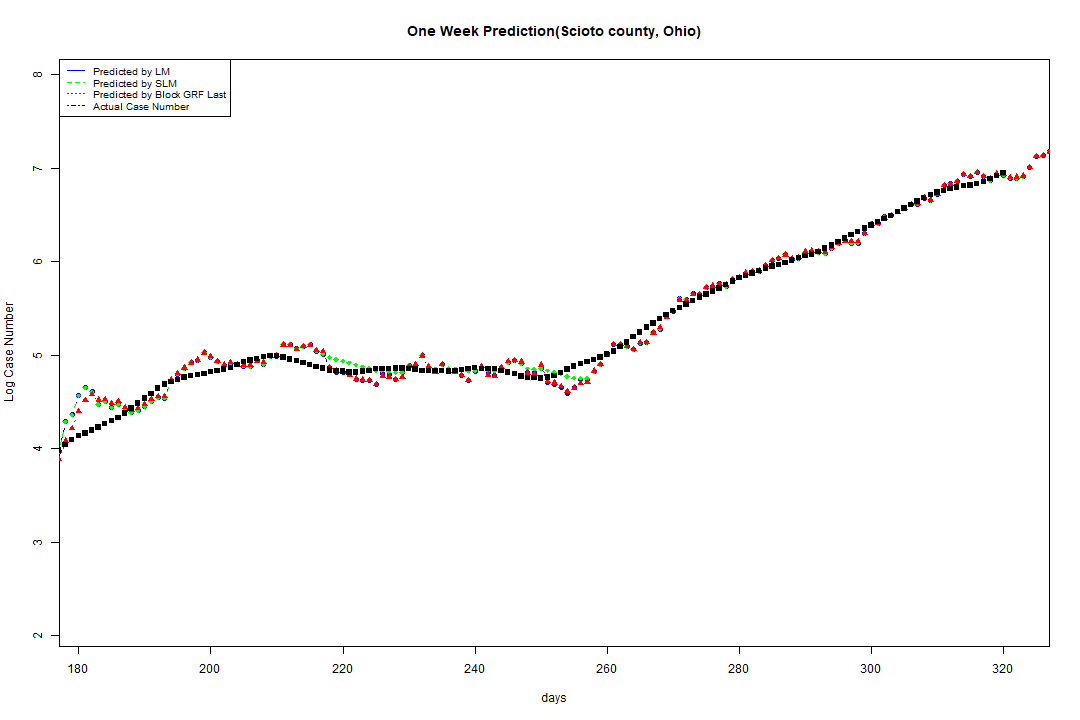 One Week Prediction(Scioto county, Ohio)
Predicted by LM
Predicted by SLM
Predicted by Block GRF Last
Actual Case Number
8
7
6
5
4
3
2
Log Case Number
180 200 220 240 260 280 300 320
days